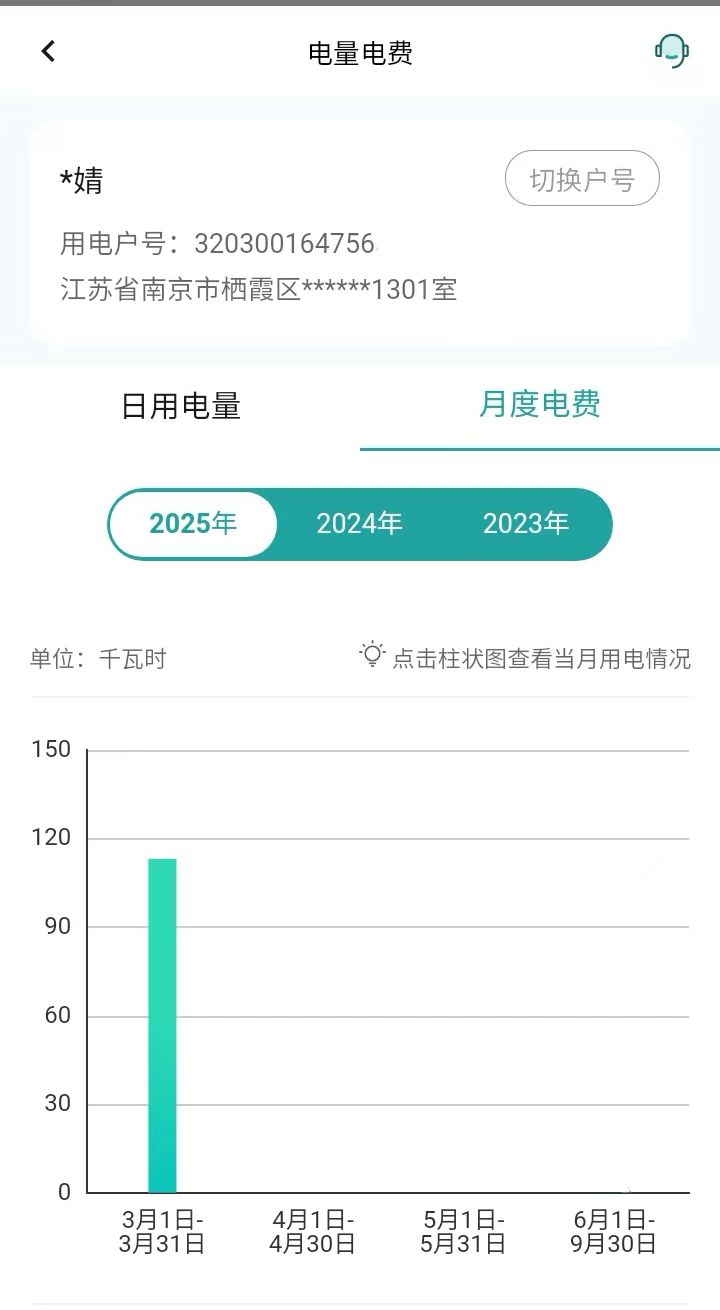 电量电费
*婧
切换户号
用电户号：320300164756
江苏省南京市栖霞区******1301室
日用电量
月度电费
2025年
2024年
2023年
单位：千瓦时
点击柱状图查看当月用电情况
150
120
90
60
30
0
3月1日-
3月31日
4月1日-
4月30日
5月1日-
5月31日
6月1日-
9月30日